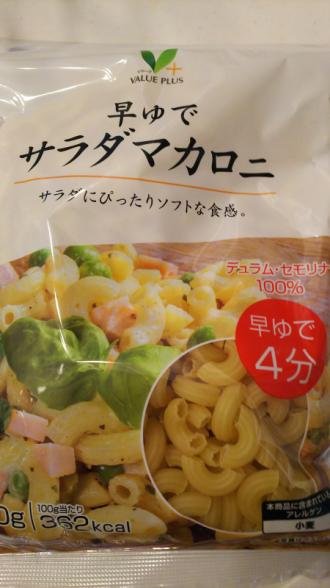 VALUE PLUS
早ゆで
サラダマカロニ
サラダにぴったりソフトな食感。
デュラム・セモリナ
100%
早ゆで
4分
0g
100g当たり
362kcal
本商品に含まれている
アレルゲン
小麦